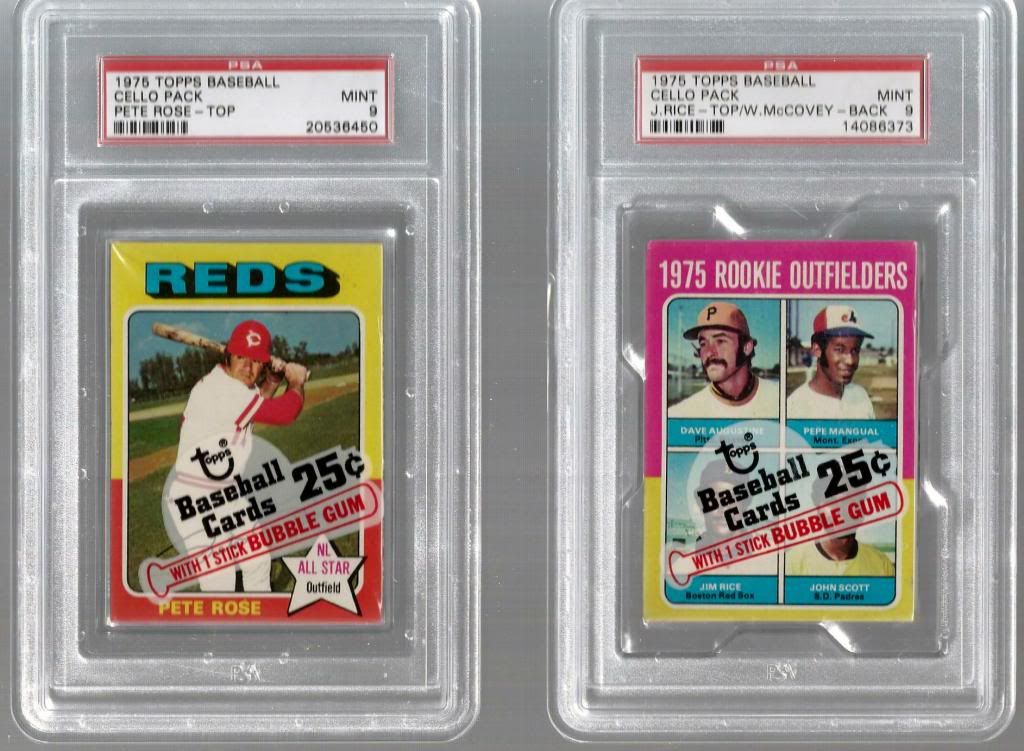 PSA
1975 TOPPS BASEBALL
CELLO PACK MINT
PETE ROSE - TOP 9
20536450
REDS
topps®
Baseball 25¢
Cards
WITH 1 STICK BUBBLE GUM
NL
ALL STAR
Outfield
PETE ROSE
PSA
PSA
1975 TOPPS BASEBALL
CELLO PACK MINT
J.RICE - TOP/W.McCOVEY - BACK 9
14086373
1975 ROOKIE OUTFIELDERS
P
DAVE AUGUSTINE
PEPE MANGUAL
Mont. Expos
topps®
Baseball 25¢
Cards
WITH 1 STICK BUBBLE GUM
JIM RICE
Boston Red Sox
JOHN SCOTT
S.D. Padres
PSA